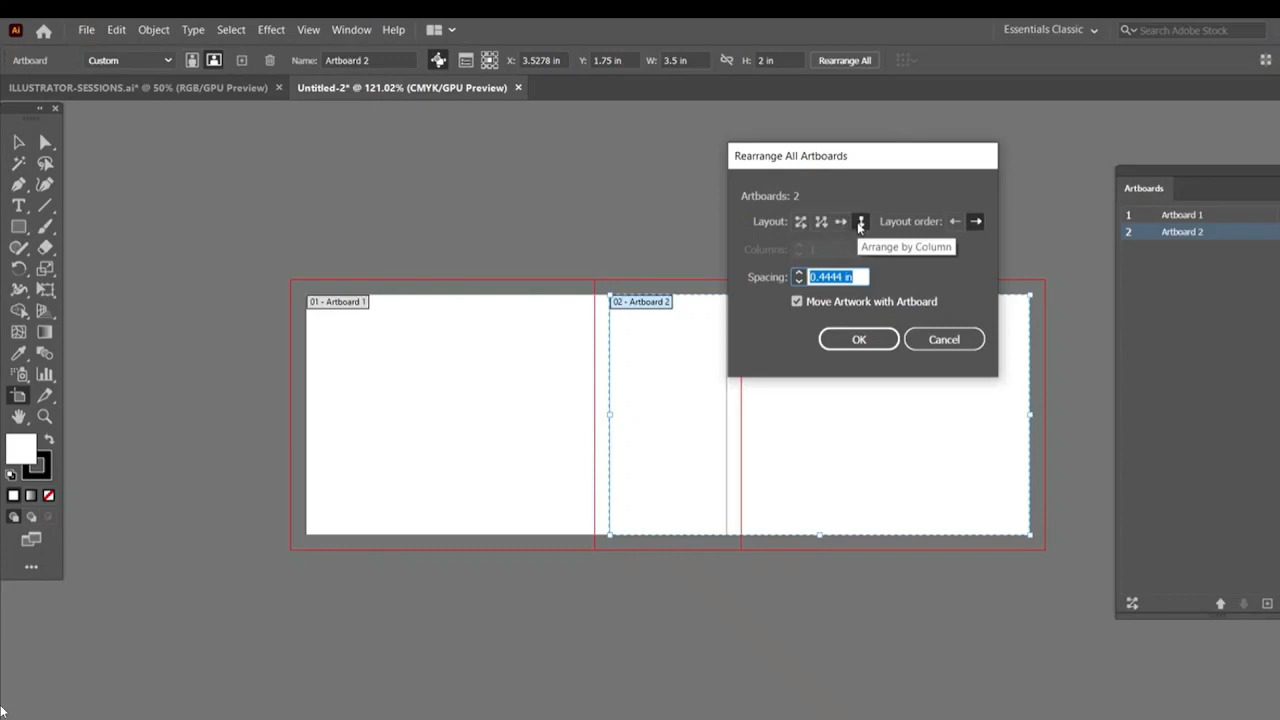 Ai File Edit Object Type Select Effect View Window Help Essentials Classic Search Adobe Stock
Artboard Custom Name: Artboard 2 X: 3.5278 in Y: 1.75 in W: 3.5 in H: 2 in Rearrange All
ILLUSTRATOR-SESSIONS.ai* @ 50% (RGB/GPU Preview) × Untitled-2* @ 121.02% (CMYK/GPU Preview) ×
Rearrange All Artboards
Artboards: 2
Layout: Layout order:
Arrange by Column
Columns: 1
Spacing: 0.4444 in
Move Artwork with Artboard
OK Cancel
01 - Artboard 1
02 - Artboard 2
Artboards
1 Artboard 1
2 Artboard 2